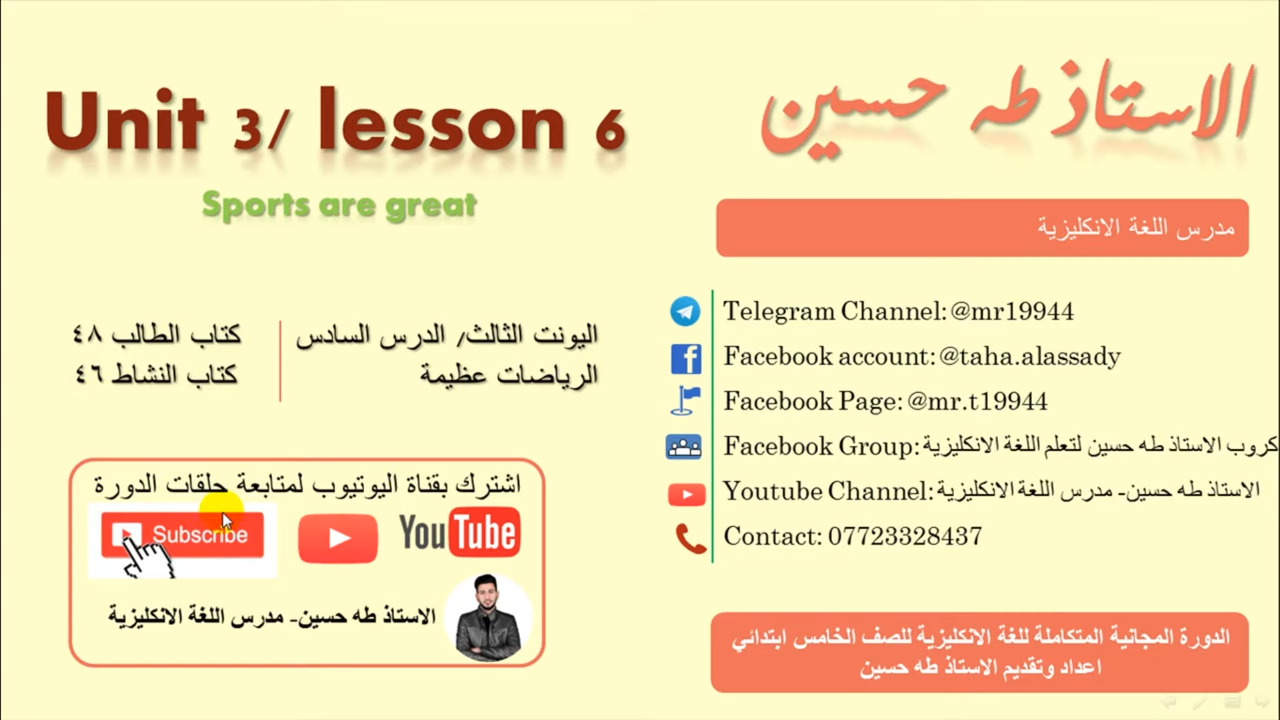 Unit 3/ lesson 6
Sports are great
الاستاذ طه حسين
مدرس اللغة الانكليزية
اليونت الثالث/ الدرس السادس
الرياضات عظيمة
كتاب الطالب ٤٨
كتاب النشاط ٤٦
Telegram Channel: @mr19944
Facebook account: @taha.alassady
Facebook Page: @mr.t19944
Facebook Group: كروب الاستاذ طه حسين لتعلم اللغة الانكليزية
Youtube Channel: الاستاذ طه حسين- مدرس اللغة الانكليزية
Contact: 07723328437
اشترك بقناة اليوتيوب لمتابعة حلقات الدورة
Subscribe
YouTube
الاستاذ طه حسين- مدرس اللغة الانكليزية
الدورة المجانية المتكاملة للغة الانكليزية للصف الخامس ابتدائي
اعداد وتقديم الاستاذ طه حسين